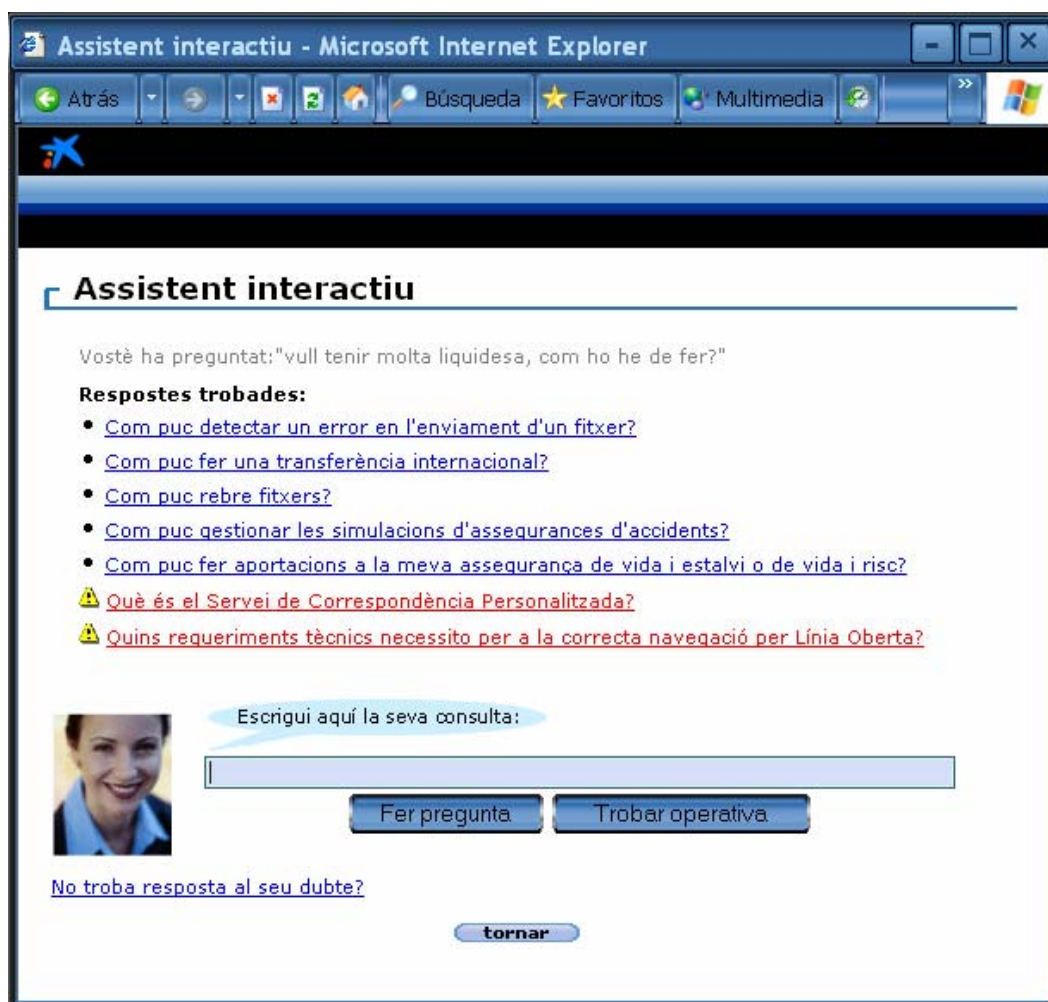 Assistent interactiu - Microsoft Internet Explorer
Atrás Búsqueda Favoritos Multimedia »
Assistent interactiu
Vostè ha preguntat:"vull tenir molta liquidesa, com ho he de fer?"
Respostes trobades:
Com puc detectar un error en l'enviament d'un fitxer?
Com puc fer una transferència internacional?
Com puc rebre fitxers?
Com puc gestionar les simulacions d'assegurances d'accidents?
Com puc fer aportacions a la meva assegurança de vida i estalvi o de vida i risc?
Què és el Servei de Correspondència Personalitzada?
Quins requeriments tècnics necessito per a la correcta navegació per Línia Oberta?
Escrigui aquí la seva consulta:
Fer pregunta Trobar operativa
No troba resposta al seu dubte?
tornar